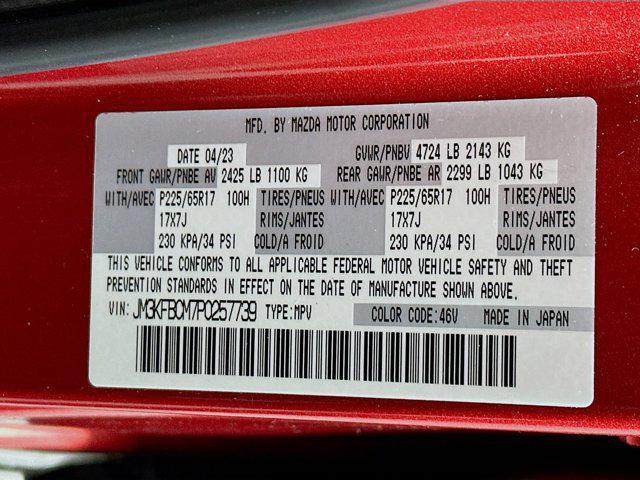 MFD. BY MAZDA MOTOR CORPORATION
DATE 04/23 GVWR/PNBV 4724 LB 2143 KG
FRONT GAWR/PNBE AV 2425 LB 1100 KG REAR GAWR/PNBE AR 2299 LB 1043 KG
WITH/AVEC P225/65R17 100H TIRES/PNEUS WITH/AVEC P225/65R17 100H TIRES/PNEUS
17X7J RIMS/JANTES 17X7J RIMS/JANTES
230 KPA/34 PSI COLD/A FROID 230 KPA/34 PSI COLD/A FROID
THIS VEHICLE CONFORMS TO ALL APPLICABLE FEDERAL MOTOR VEHICLE SAFETY AND THEFT
PREVENTION STANDARDS IN EFFECT ON THE DATE OF MANUFACTURE SHOWN ABOVE.
VIN: JM3KFBCM7P0257739 TYPE: MPV COLOR CODE:46V MADE IN JAPAN